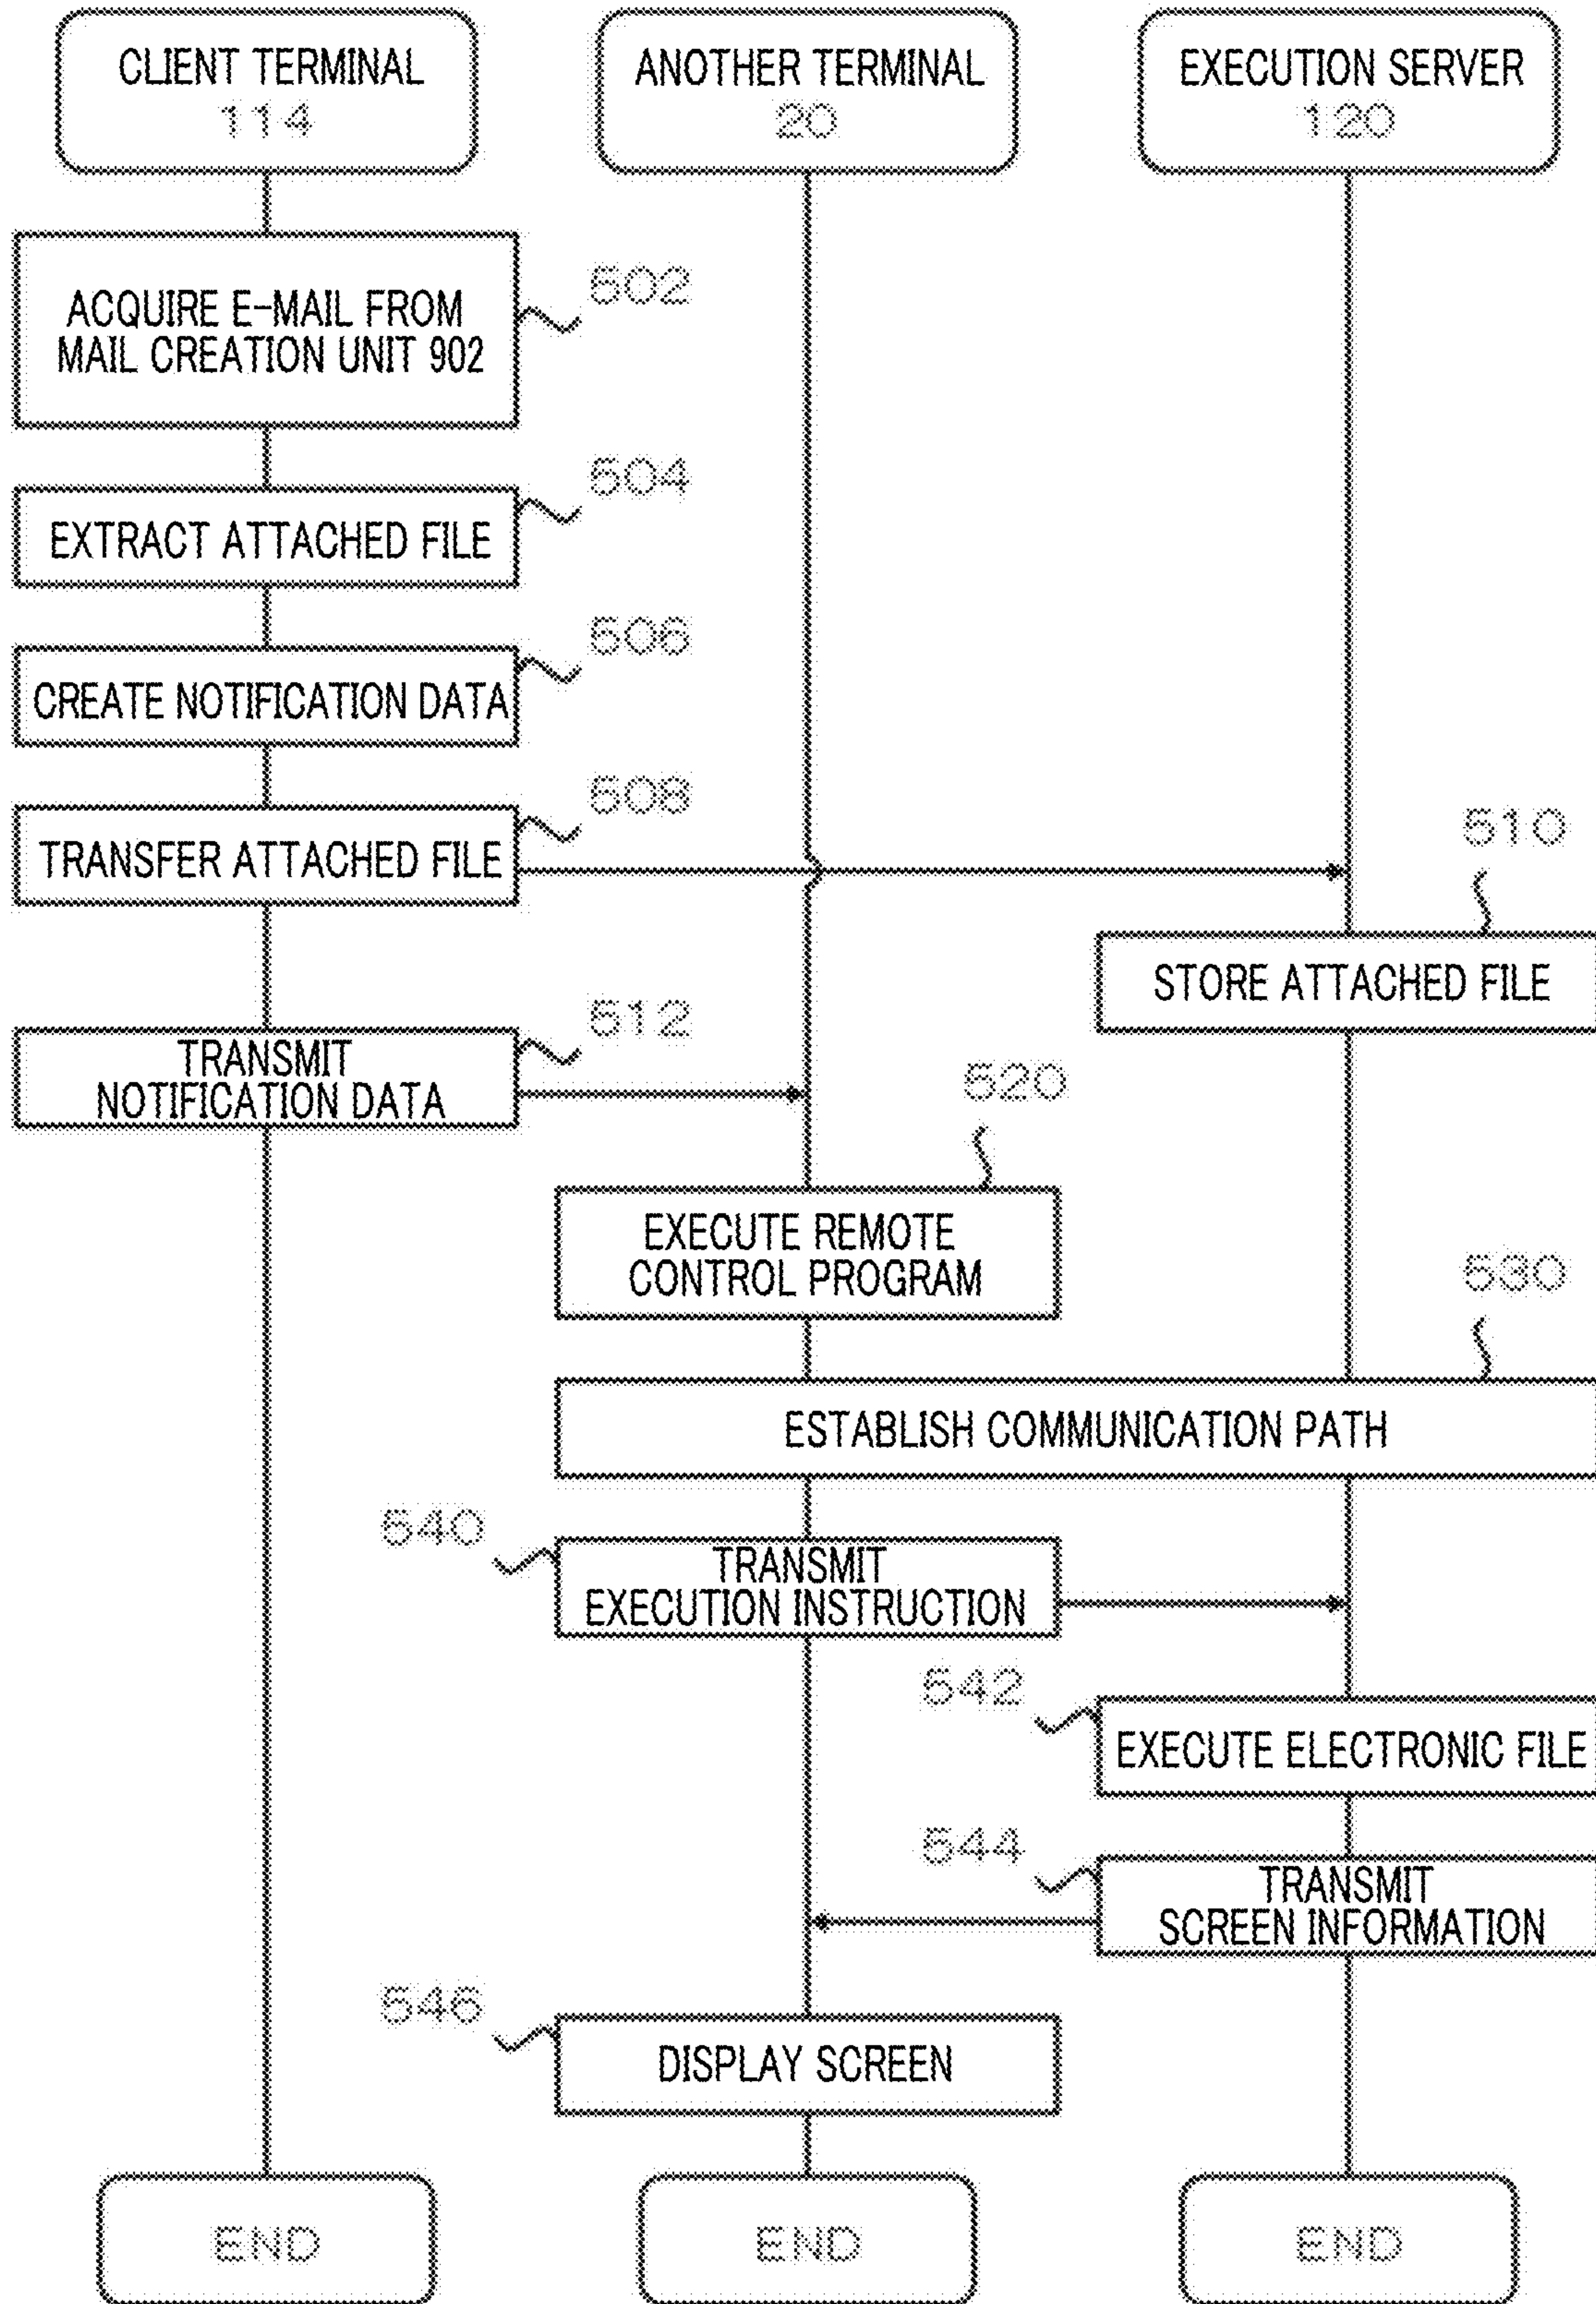 CLIENT TERMINAL
114
ANOTHER TERMINAL
20
EXECUTION SERVER
120
ACQUIRE E-MAIL FROM
MAIL CREATION UNIT 902
502
EXTRACT ATTACHED FILE
504
CREATE NOTIFICATION DATA
506
TRANSFER ATTACHED FILE
508
510
STORE ATTACHED FILE
TRANSMIT
NOTIFICATION DATA
512
520
EXECUTE REMOTE
CONTROL PROGRAM
530
ESTABLISH COMMUNICATION PATH
540
TRANSMIT
EXECUTION INSTRUCTION
542
EXECUTE ELECTRONIC FILE
544
TRANSMIT
SCREEN INFORMATION
546
DISPLAY SCREEN
END
END
END